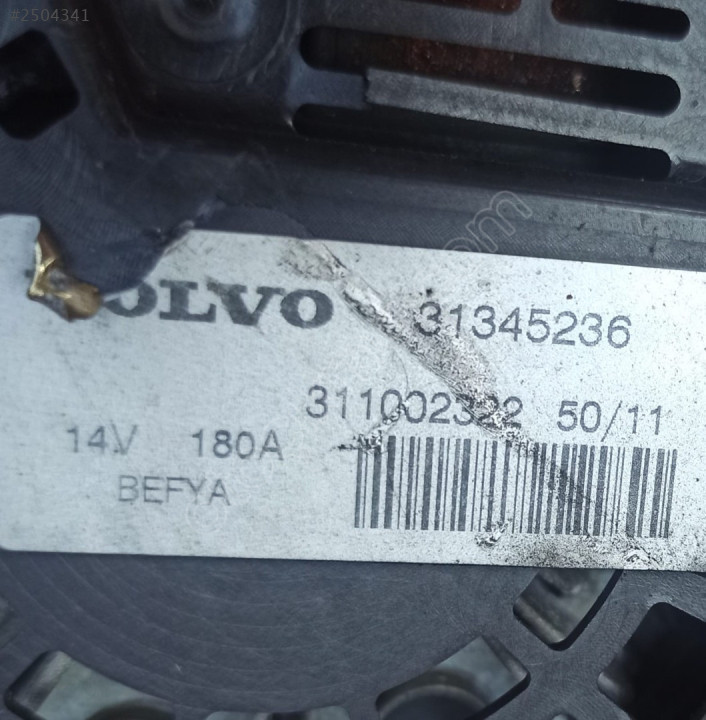 #2504341
VOLVO 31345236
311002322 50/11
14V 180A
BEFYA